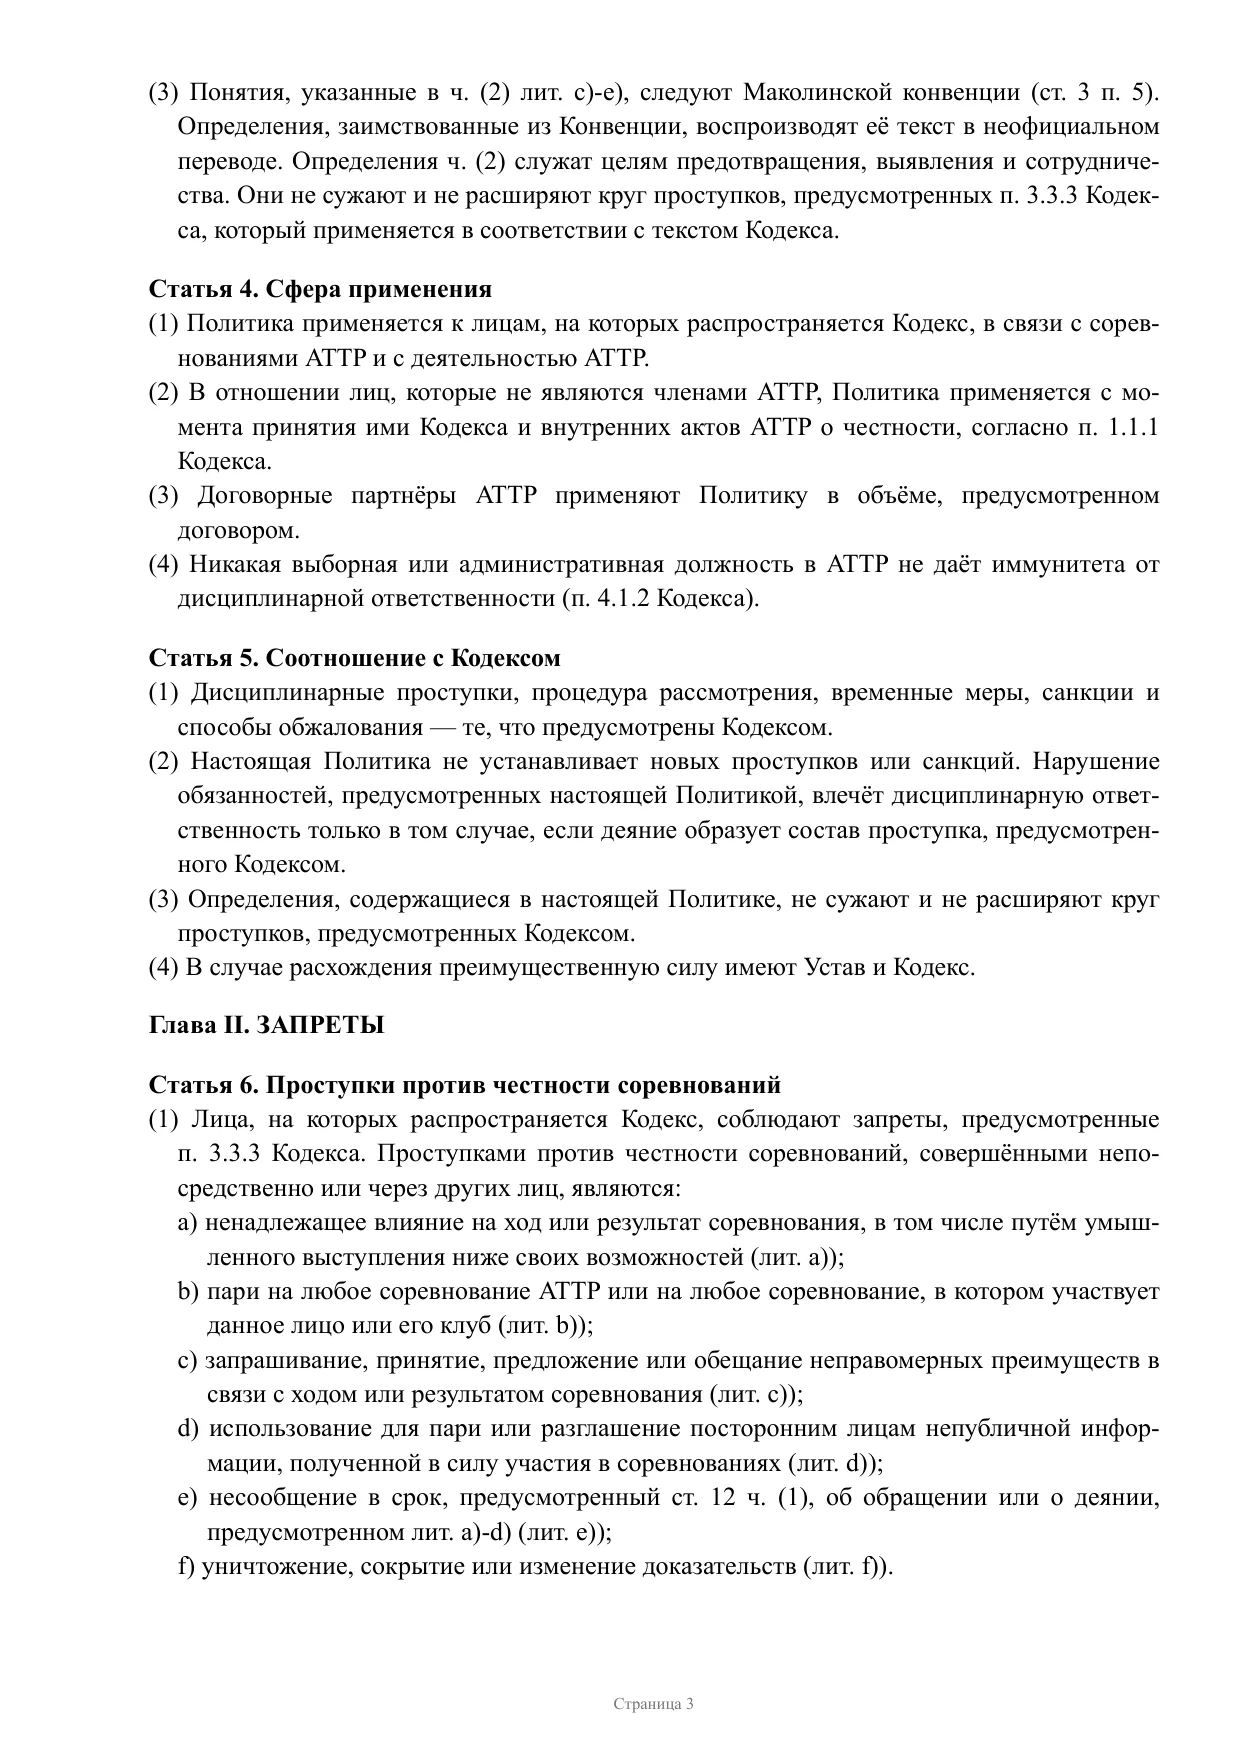 (3) Понятия, указанные в ч. (2) лит. c)-e), следуют Маколинской конвенции (ст. 3 п. 5).
Определения, заимствованные из Конвенции, воспроизводят её текст в неофициальном
переводе. Определения ч. (2) служат целям предотвращения, выявления и сотрудниче-
ства. Они не сужают и не расширяют круг проступков, предусмотренных п. 3.3.3 Кодек-
са, который применяется в соответствии с текстом Кодекса.
Статья 4. Сфера применения
(1) Политика применяется к лицам, на которых распространяется Кодекс, в связи с сорев-
нованиями АТТР и с деятельностью АТТР.
(2) В отношении лиц, которые не являются членами АТТР, Политика применяется с мо-
мента принятия ими Кодекса и внутренних актов АТТР о честности, согласно п. 1.1.1
Кодекса.
(3) Договорные партнёры АТТР применяют Политику в объёме, предусмотренном
договором.
(4) Никакая выборная или административная должность в АТТР не даёт иммунитета от
дисциплинарной ответственности (п. 4.1.2 Кодекса).
Статья 5. Соотношение с Кодексом
(1) Дисциплинарные проступки, процедура рассмотрения, временные меры, санкции и
способы обжалования — те, что предусмотрены Кодексом.
(2) Настоящая Политика не устанавливает новых проступков или санкций. Нарушение
обязанностей, предусмотренных настоящей Политикой, влечёт дисциплинарную ответ-
ственность только в том случае, если деяние образует состав проступка, предусмотрен-
ного Кодексом.
(3) Определения, содержащиеся в настоящей Политике, не сужают и не расширяют круг
проступков, предусмотренных Кодексом.
(4) В случае расхождения преимущественную силу имеют Устав и Кодекс.
Глава II. ЗАПРЕТЫ
Статья 6. Проступки против честности соревнований
(1) Лица, на которых распространяется Кодекс, соблюдают запреты, предусмотренные
п. 3.3.3 Кодекса. Проступками против честности соревнований, совершёнными непо-
средственно или через других лиц, являются:
a) ненадлежащее влияние на ход или результат соревнования, в том числе путём умыш-
ленного выступления ниже своих возможностей (лит. a));
b) пари на любое соревнование АТТР или на любое соревнование, в котором участвует
данное лицо или его клуб (лит. b));
c) запрашивание, принятие, предложение или обещание неправомерных преимуществ в
связи с ходом или результатом соревнования (лит. c));
d) использование для пари или разглашение посторонним лицам непубличной инфор-
мации, полученной в силу участия в соревнованиях (лит. d));
e) несообщение в срок, предусмотренный ст. 12 ч. (1), об обращении или о деянии,
предусмотренном лит. a)-d) (лит. e));
f) уничтожение, сокрытие или изменение доказательств (лит. f)).
Страница 3